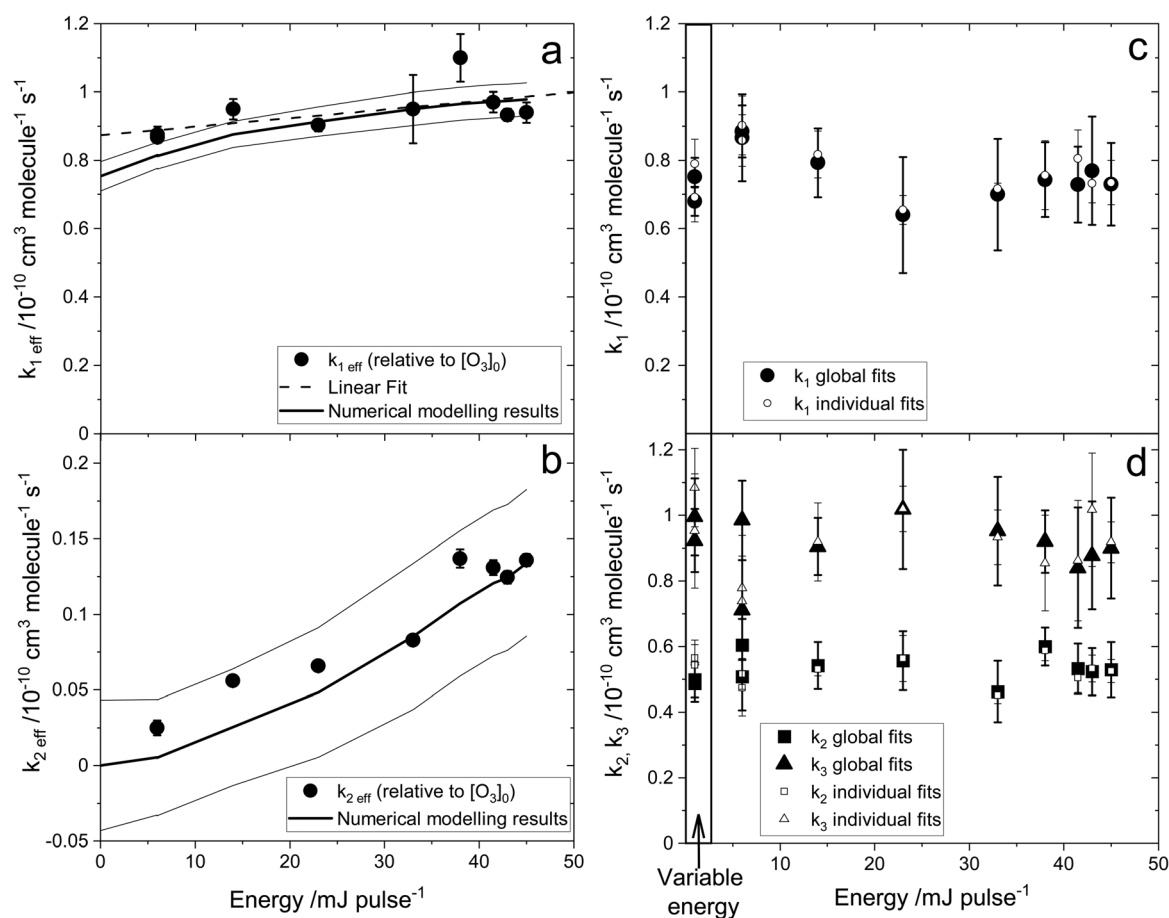 a
k1 eff /10-10 cm3 molecule-1 s-1
1.2
1
0.8
0.6
0.4
0.2
0
k1 eff (relative to [O3]0)
Linear Fit
Numerical modelling results
b
k2 eff /10-10 cm3 molecule-1 s-1
0.2
0.15
0.1
0.05
0
-0.05
k2 eff (relative to [O3]0)
Numerical modelling results
0 10 20 30 40 50
Energy /mJ pulse-1
c
k1 /10-10 cm3 molecule-1 s-1
1.2
1
0.8
0.6
0.4
0.2
0
k1 global fits
k1 individual fits
d
k2, k3 /10-10 cm3 molecule-1 s-1
1.2
1
0.8
0.6
0.4
0.2
0
k2 global fits
k3 global fits
k2 individual fits
k3 individual fits
10 20 30 40 50
Variable
energy
Energy /mJ pulse-1